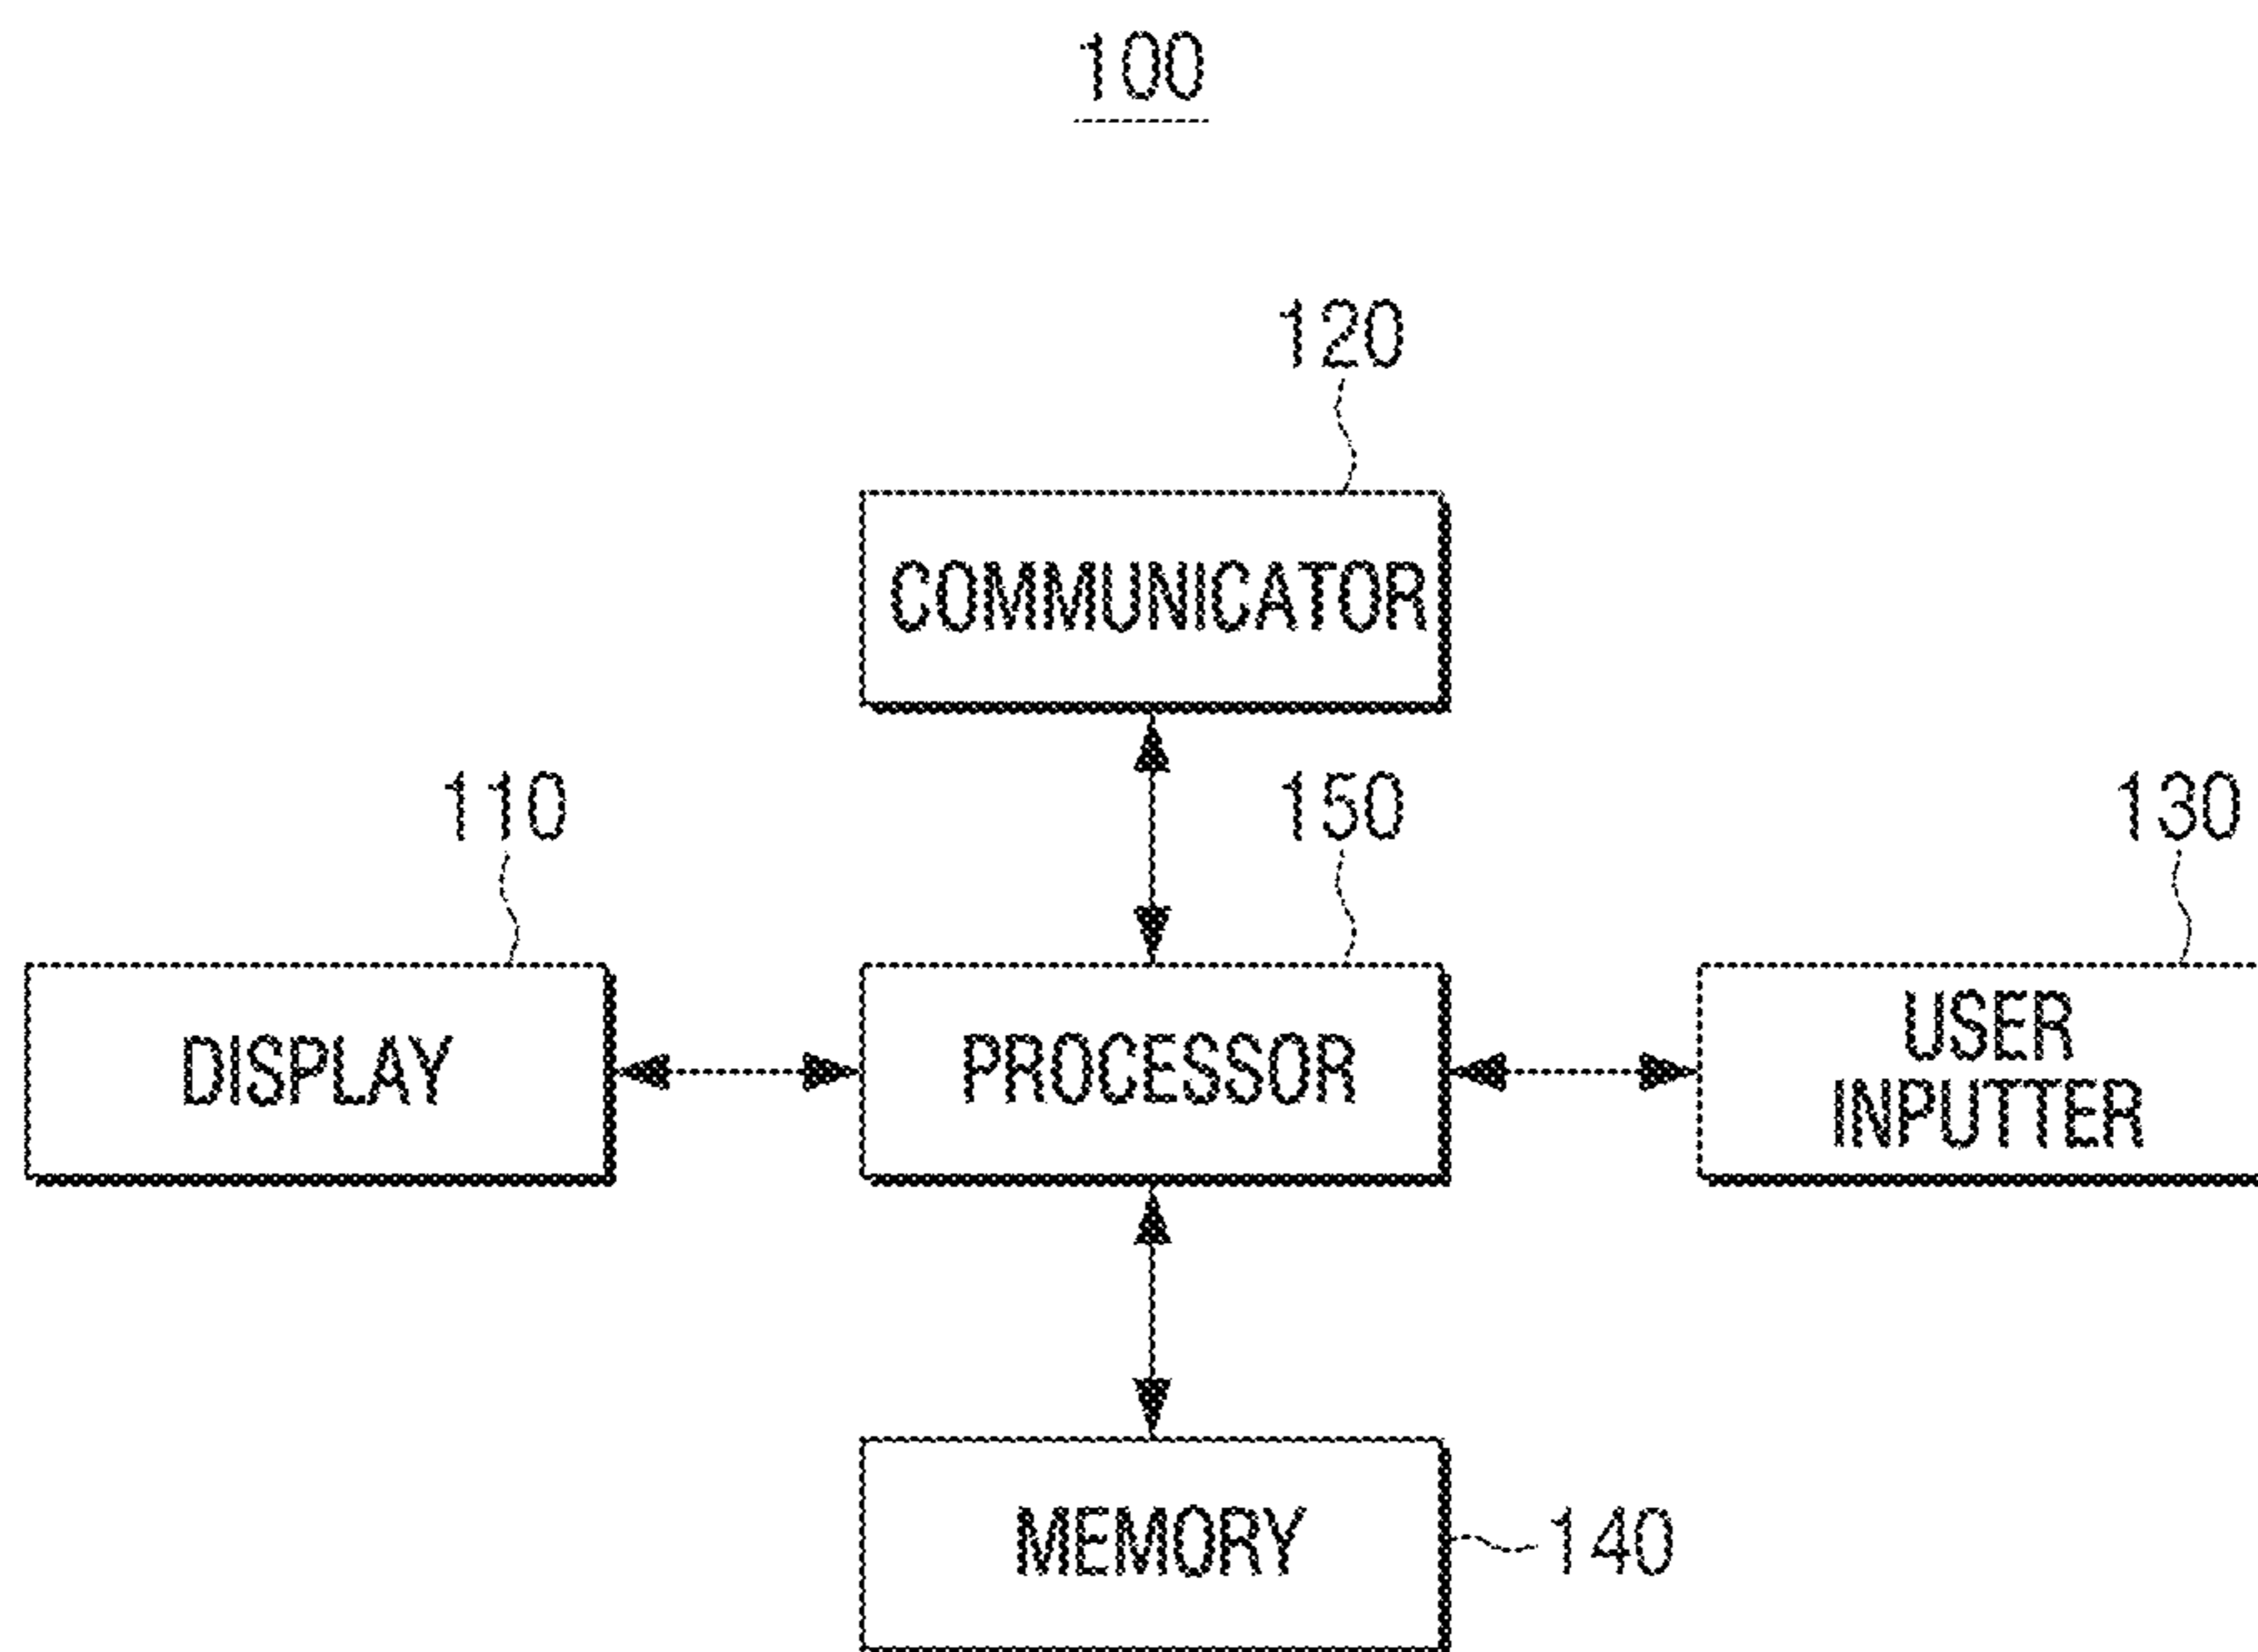 100
120
COMMUNICATOR
110
150
130
DISPLAY
PROCESSOR
USER
INPUTTER
MEMORY
140